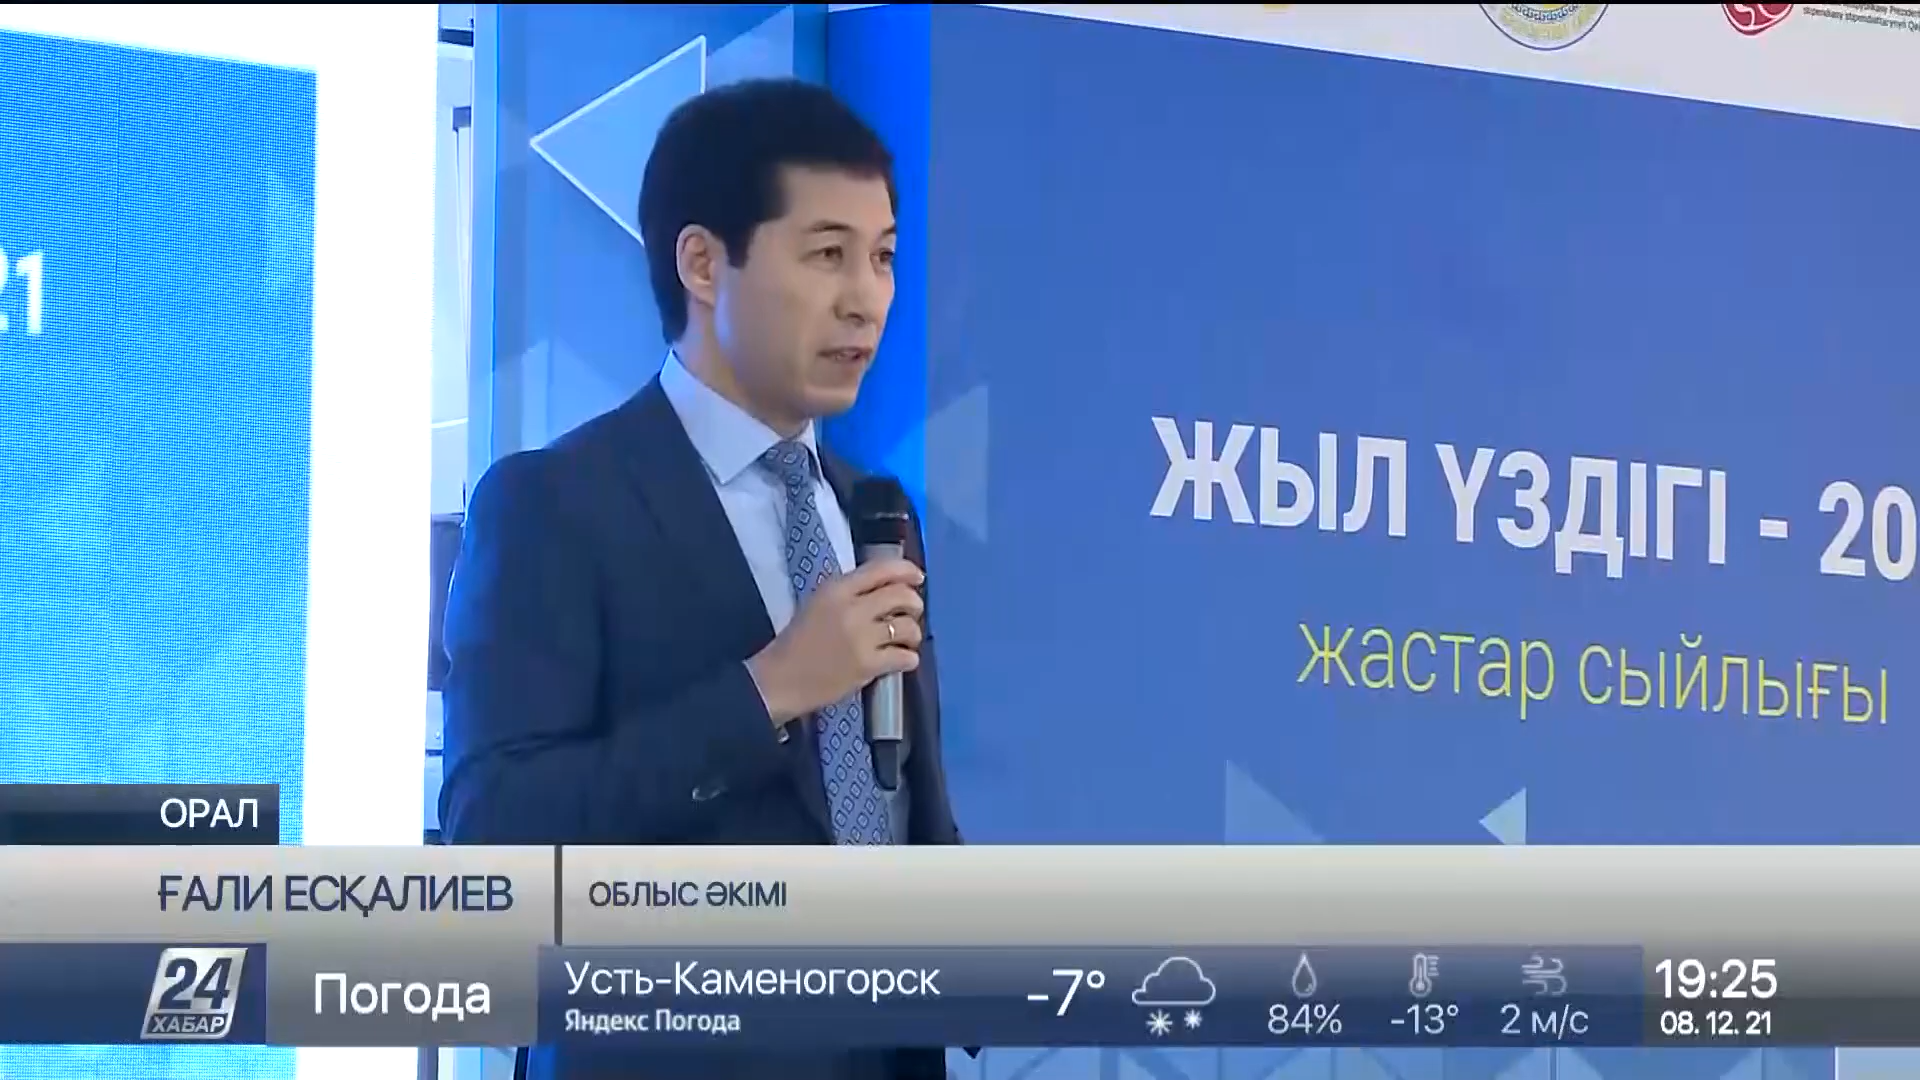 21
ЖЫЛ ҮЗДІГІ - 20
жастар сыйлығы
ОРАЛ
ҒАЛИ ЕСҚАЛИЕВ
ОБЛЫС ӘКІМІ
24
ХАБАР
Погода
Усть-Каменогорск
Яндекс Погода
-7°
84%
-13°
2 м/с
19:25
08. 12. 21